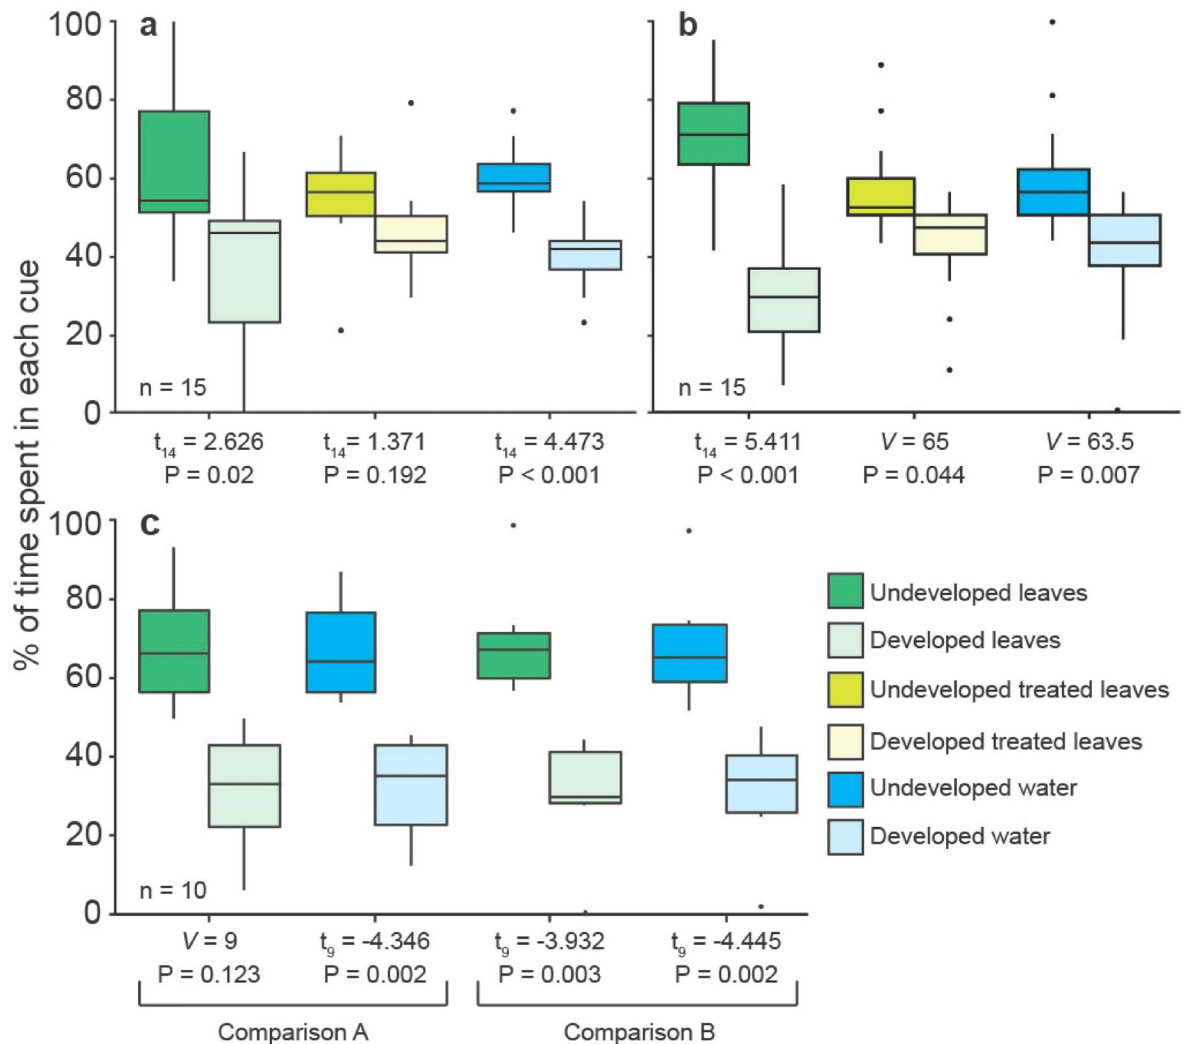 % of time spent in each cue
a
100
80
60
40
20
0
n = 15
t14 = 2.626
P = 0.02
t14= 1.371
P = 0.192
t14 = 4.473
P < 0.001
b
n = 15
t14 = 5.411
P < 0.001
V = 65
P = 0.044
V = 63.5
P = 0.007
c
100
80
60
40
20
0
n = 10
V = 9
P = 0.123
t9 = -4.346
P = 0.002
t9 = -3.932
P = 0.003
t9 = -4.445
P = 0.002
Comparison A
Comparison B
Undeveloped leaves
Developed leaves
Undeveloped treated leaves
Developed treated leaves
Undeveloped water
Developed water